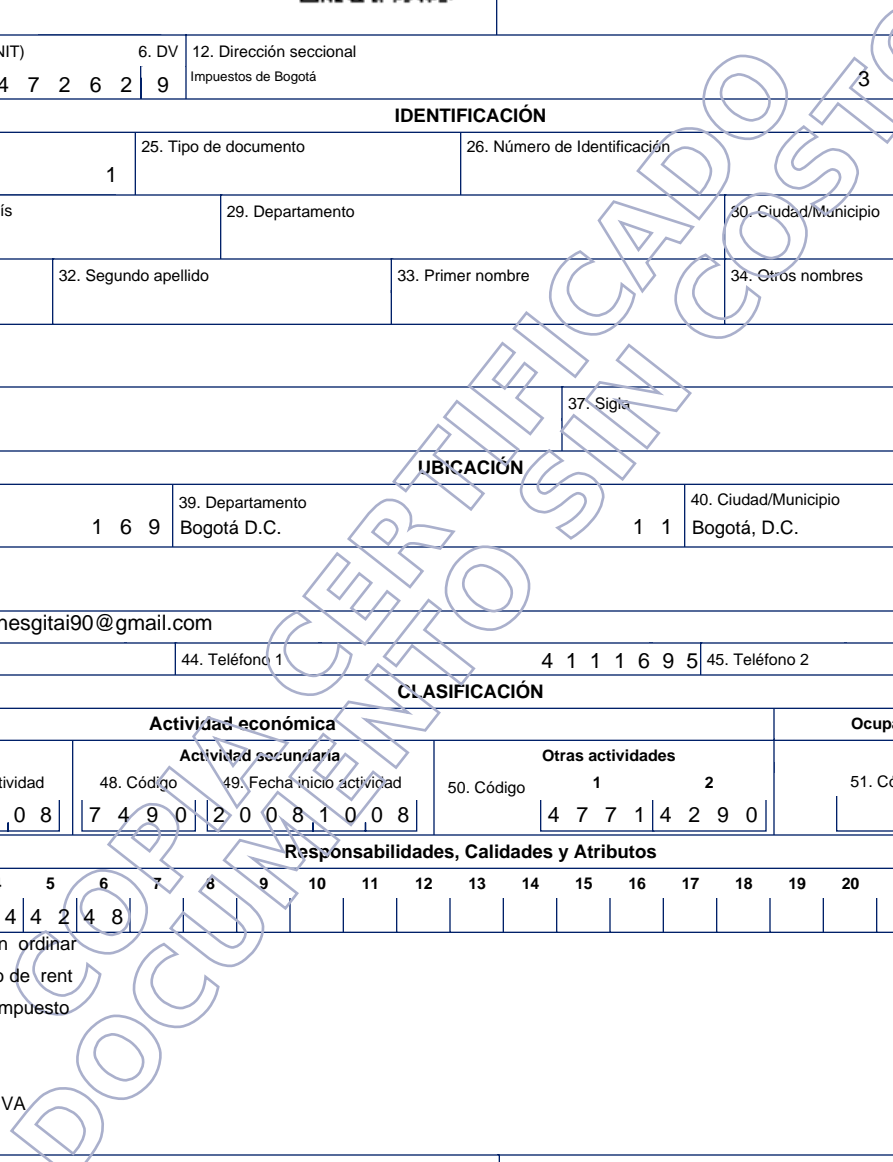 NIT) 6. DV 12. Dirección seccional
4 7 2 6 2 9 Impuestos de Bogotá 3
IDENTIFICACIÓN
1 25. Tipo de documento 26. Número de Identificación
ís 29. Departamento 30. Ciudad/Municipio
32. Segundo apellido 33. Primer nombre 34. Otros nombres
37. Sigla
UBICACIÓN
1 6 9 39. Departamento 40. Ciudad/Municipio
Bogotá D.C. 1 1 Bogotá, D.C.
nesgitai90@gmail.com
44. Teléfono 1 4 1 1 1 6 9 5 45. Teléfono 2
CLASIFICACIÓN
Actividad económica Ocupa
Actividad secundaria Otras actividades
tividad 48. Código 49. Fecha inicio actividad 50. Código 1 2 51. Có
0 8 7 4 9 0 2 0 0 8 1 0 0 8 4 7 7 1 4 2 9 0
Responsabilidades, Calidades y Atributos
5 6 7 8 9 10 11 12 13 14 15 16 17 18 19 20
4 4 2 4 8
n ordinar
o de rent
mpuesto
VA
COPIA CERTIFICADO
DOCUMENTO SIN COSTO